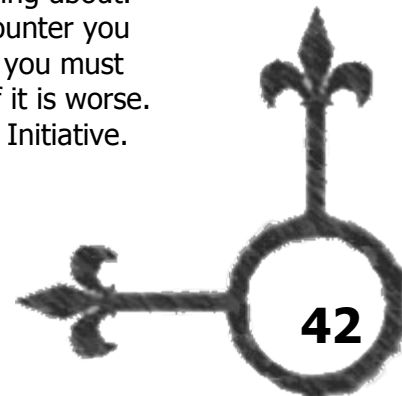 ing about.
ounter you
you must
f it is worse.
Initiative.
42